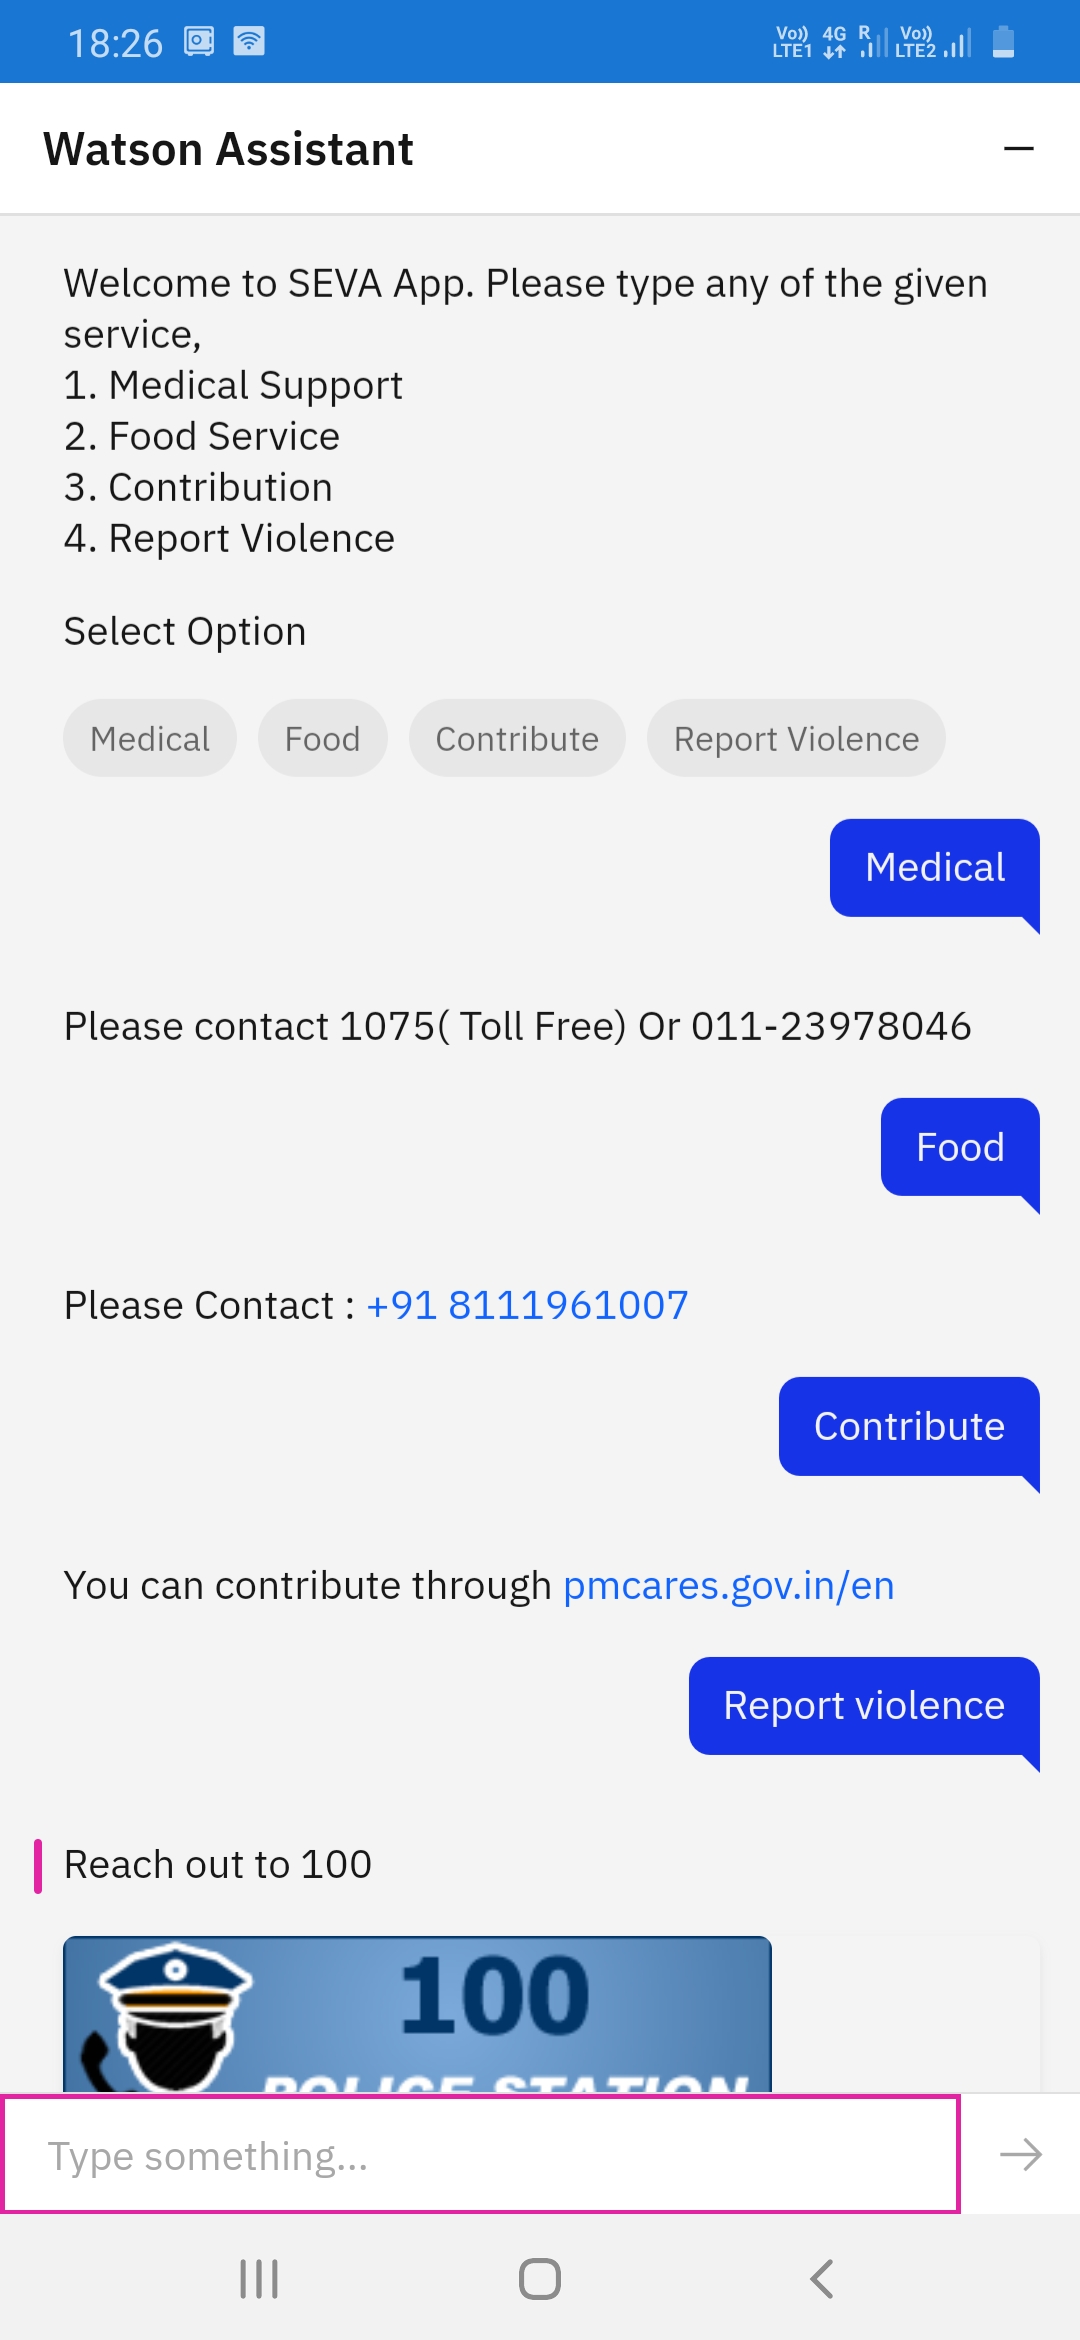 18:26
Vo)) 4G R Vo))
LTE1 LTE2
Watson Assistant
Welcome to SEVA App. Please type any of the given
service,
1. Medical Support
2. Food Service
3. Contribution
4. Report Violence
Select Option
Medical Food Contribute Report Violence
Medical
Please contact 1075( Toll Free) Or 011-23978046
Food
Please Contact : +91 8111961007
Contribute
You can contribute through pmcares.gov.in/en
Report violence
Reach out to 100
100
POLICE STATION
Type something...